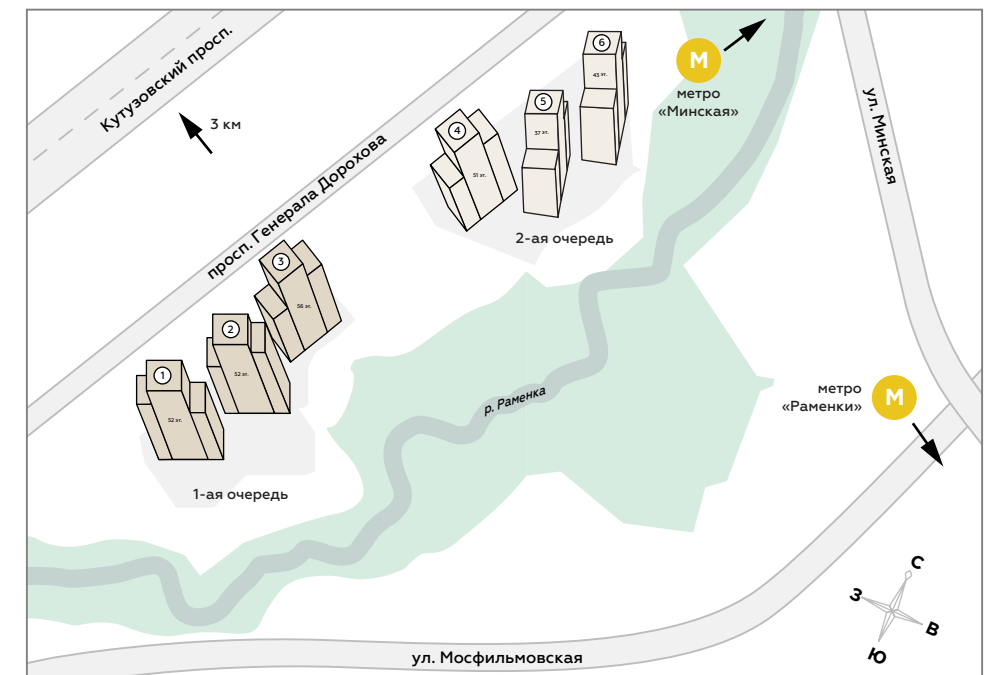 Кутузовский просп.
3 км
просп. Генерала Дорохова
6
43 эт.
М
метро
«Минская»
ул. Минская
5
37 эт.
4
51 эт.
2-ая очередь
3
56 эт.
2
52 эт.
1
52 эт.
1-ая очередь
р. Раменка
метро
«Раменки»
М
ул. Мосфильмовская
С
З
В
Ю